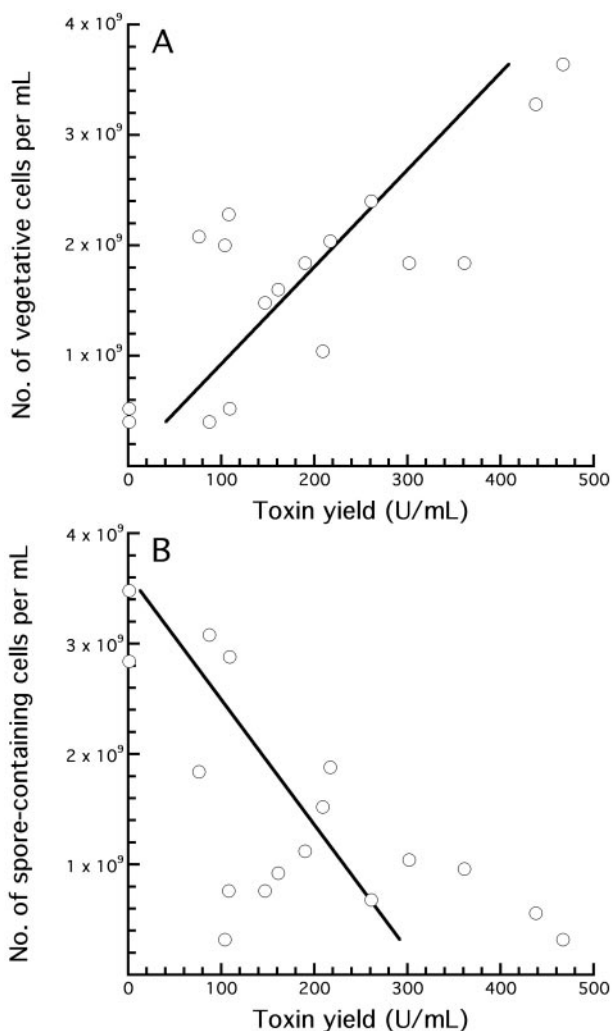 A
4 x 10⁹
3 x 10⁹
2 x 10⁹
1 x 10⁹
No. of vegetative cells per mL
0 100 200 300 400 500
Toxin yield (U/mL)
B
4 x 10⁹
3 x 10⁹
2 x 10⁹
1 x 10⁹
No. of spore-containing cells per mL
0 100 200 300 400 500
Toxin yield (U/mL)